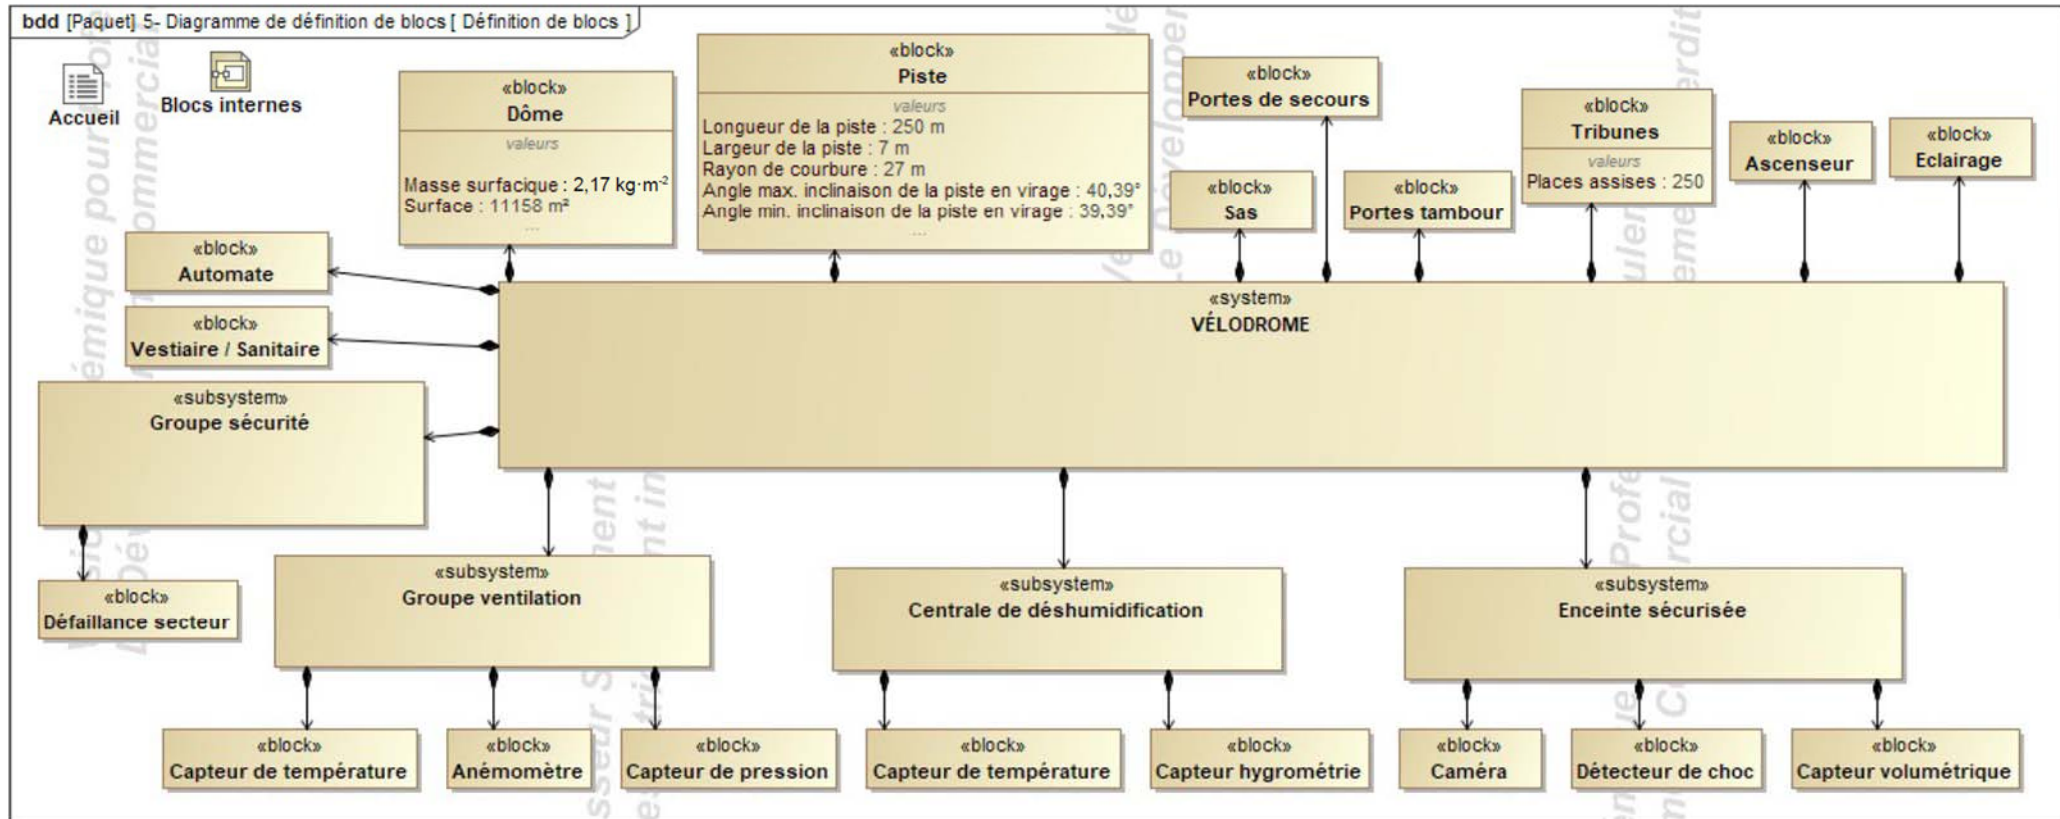 bdd [Paquet] 5- Diagramme de définition de blocs [ Définition de blocs ]
Accueil
Blocs internes
«block»
Dôme
valeurs
Masse surfacique : 2,17 kg·m⁻²
Surface : 11158 m²
...
«block»
Piste
valeurs
Longueur de la piste : 250 m
Largeur de la piste : 7 m
Rayon de courbure : 27 m
Angle max. inclinaison de la piste en virage : 40,39°
Angle min. inclinaison de la piste en virage : 39,39°
...
«block»
Portes de secours
«block»
Sas
«block»
Portes tambour
«block»
Tribunes
valeurs
Places assises : 250
«block»
Ascenseur
«block»
Eclairage
«block»
Automate
«block»
Vestiaire / Sanitaire
«system»
VÉLODROME
«subsystem»
Groupe sécurité
«block»
Défaillance secteur
«subsystem»
Groupe ventilation
«subsystem»
Centrale de déshumidification
«subsystem»
Enceinte sécurisée
«block»
Capteur de température
«block»
Anémomètre
«block»
Capteur de pression
«block»
Capteur de température
«block»
Capteur hygrométrie
«block»
Caméra
«block»
Détecteur de choc
«block»
Capteur volumétrique